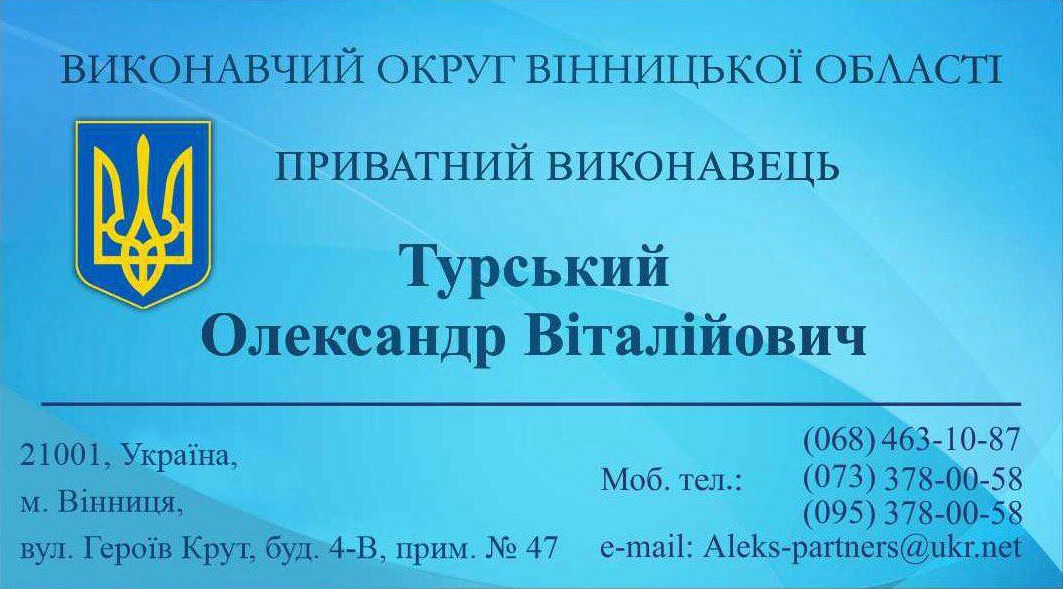 ВИКОНАВЧИЙ ОКРУГ ВІННИЦЬКОЇ ОБЛАСТІ
ПРИВАТНИЙ ВИКОНАВЕЦЬ
Турський
Олександр Віталійович
21001, Україна,
м. Вінниця,
вул. Героїв Крут, буд. 4-В, прим. № 47
(068) 463-10-87
Моб. тел.: (073) 378-00-58
(095) 378-00-58
e-mail: Aleks-partners@ukr.net